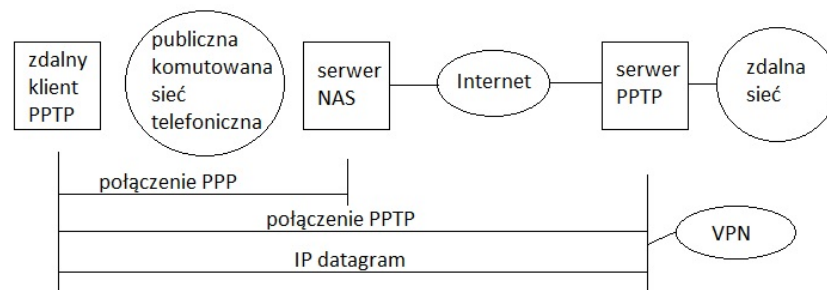 zdalny
klient
PPTP
publiczna
komutowana
sieć
telefoniczna
serwer
NAS
Internet
serwer
PPTP
zdalna
sieć
połączenie PPP
połączenie PPTP
VPN
IP datagram